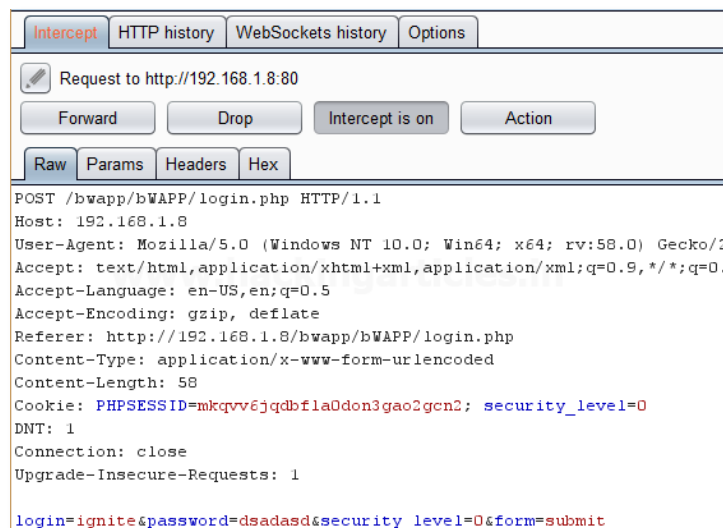 Intercept HTTP history WebSockets history Options
Request to http://192.168.1.8:80
Forward Drop Intercept is on Action
Raw Params Headers Hex
POST /bwapp/bWAPP/login.php HTTP/1.1
Host: 192.168.1.8
User-Agent: Mozilla/5.0 (Windows NT 10.0; Win64; x64; rv:58.0) Gecko/2
Accept: text/html,application/xhtml+xml,application/xml;q=0.9,*/*;q=0.
Accept-Language: en-US,en;q=0.5
Accept-Encoding: gzip, deflate
Referer: http://192.168.1.8/bwapp/bWAPP/login.php
Content-Type: application/x-www-form-urlencoded
Content-Length: 58
Cookie: PHPSESSID=mkqvv6jqdbfla0don3gao2gcn2; security_level=0
DNT: 1
Connection: close
Upgrade-Insecure-Requests: 1
login=ignite&password=dsadasd&security_level=0&form=submit